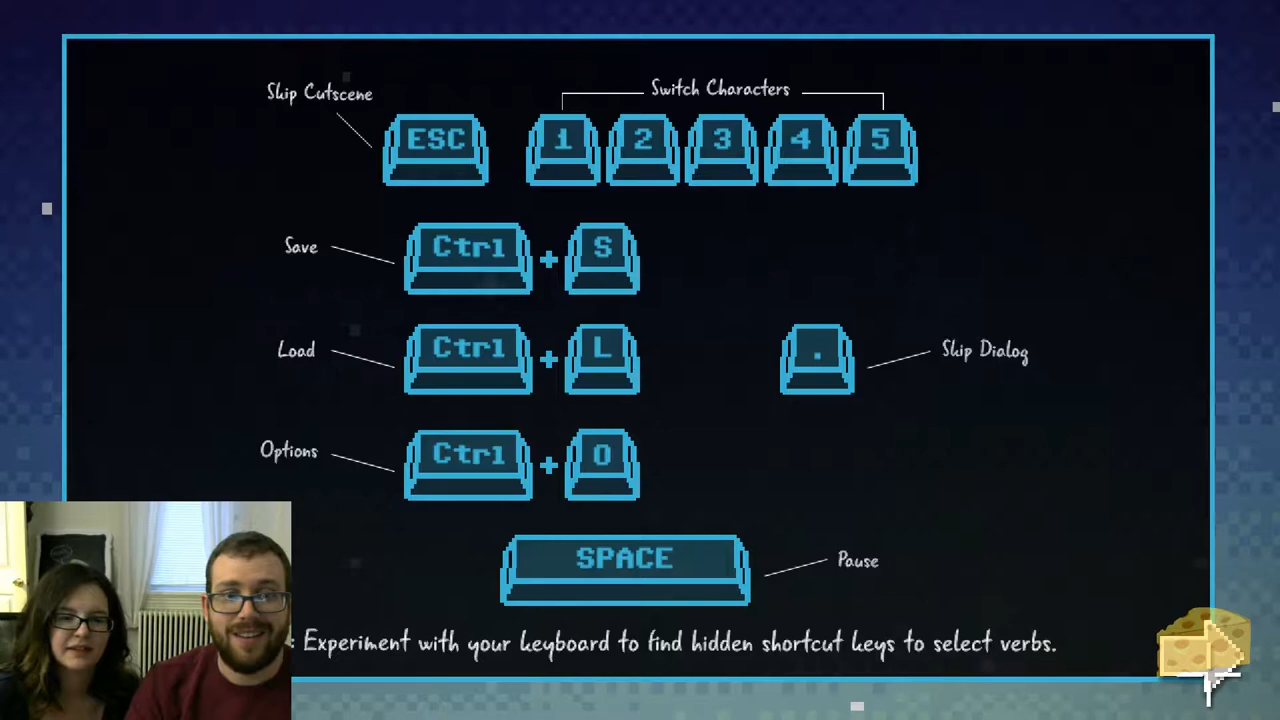 Skip Cutscene
Switch Characters
ESC 1 2 3 4 5
Save
Ctrl + S
Load
Ctrl + L
. Skip Dialog
Options
Ctrl + O
SPACE
Pause
: Experiment with your keyboard to find hidden shortcut keys to select verbs.